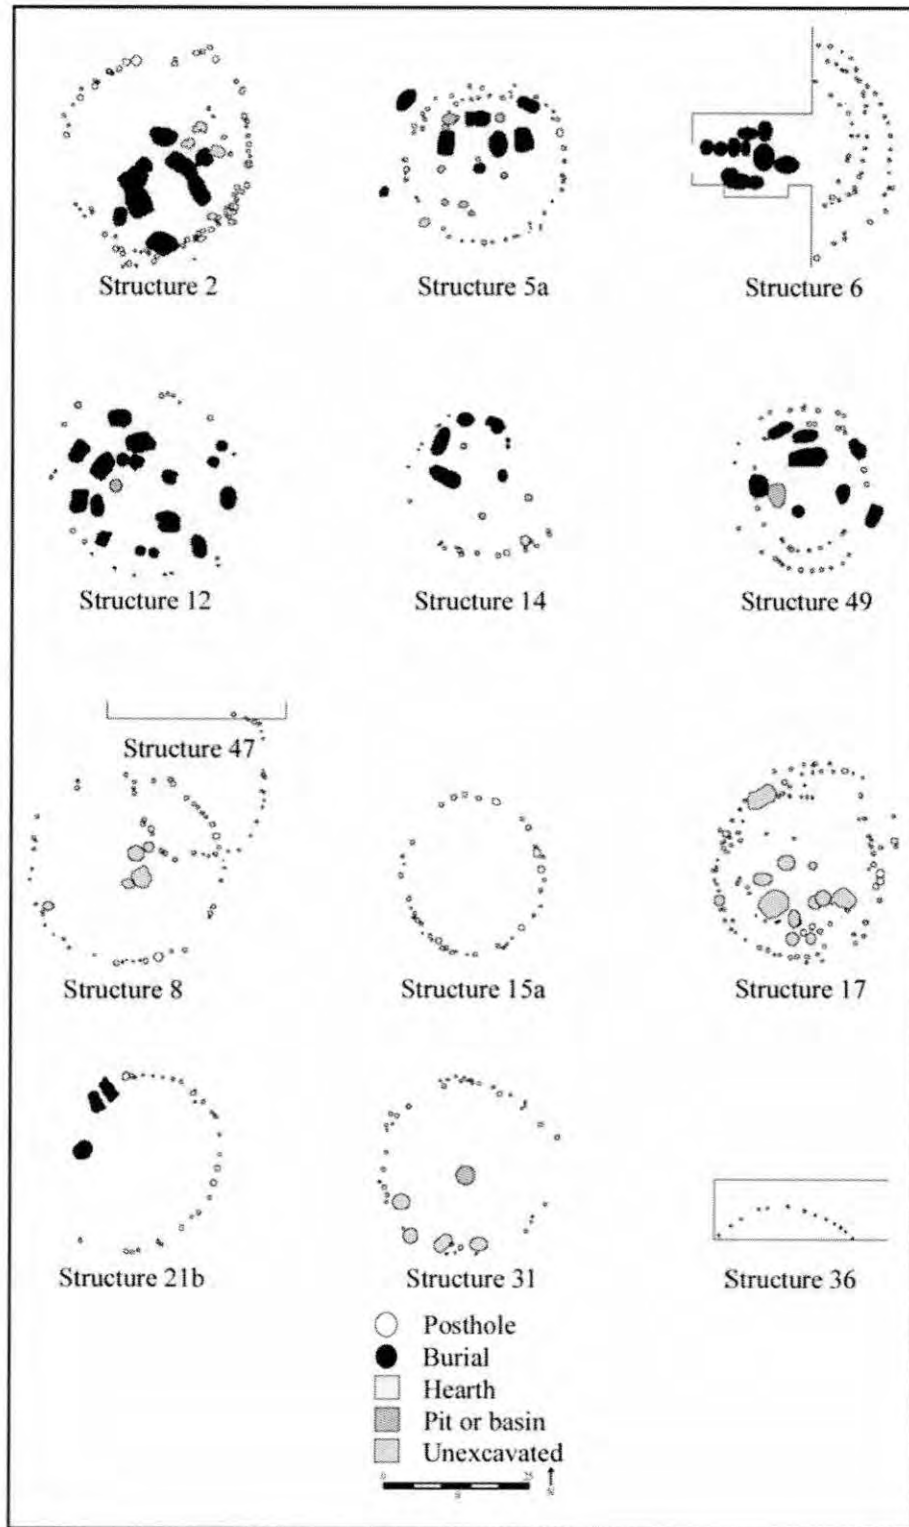 Structure 2
Structure 5a
Structure 6
Structure 12
Structure 14
Structure 49
Structure 47
Structure 8
Structure 15a
Structure 17
Structure 21b
Structure 31
Structure 36
Posthole
Burial
Hearth
Pit or basin
Unexcavated
0 25